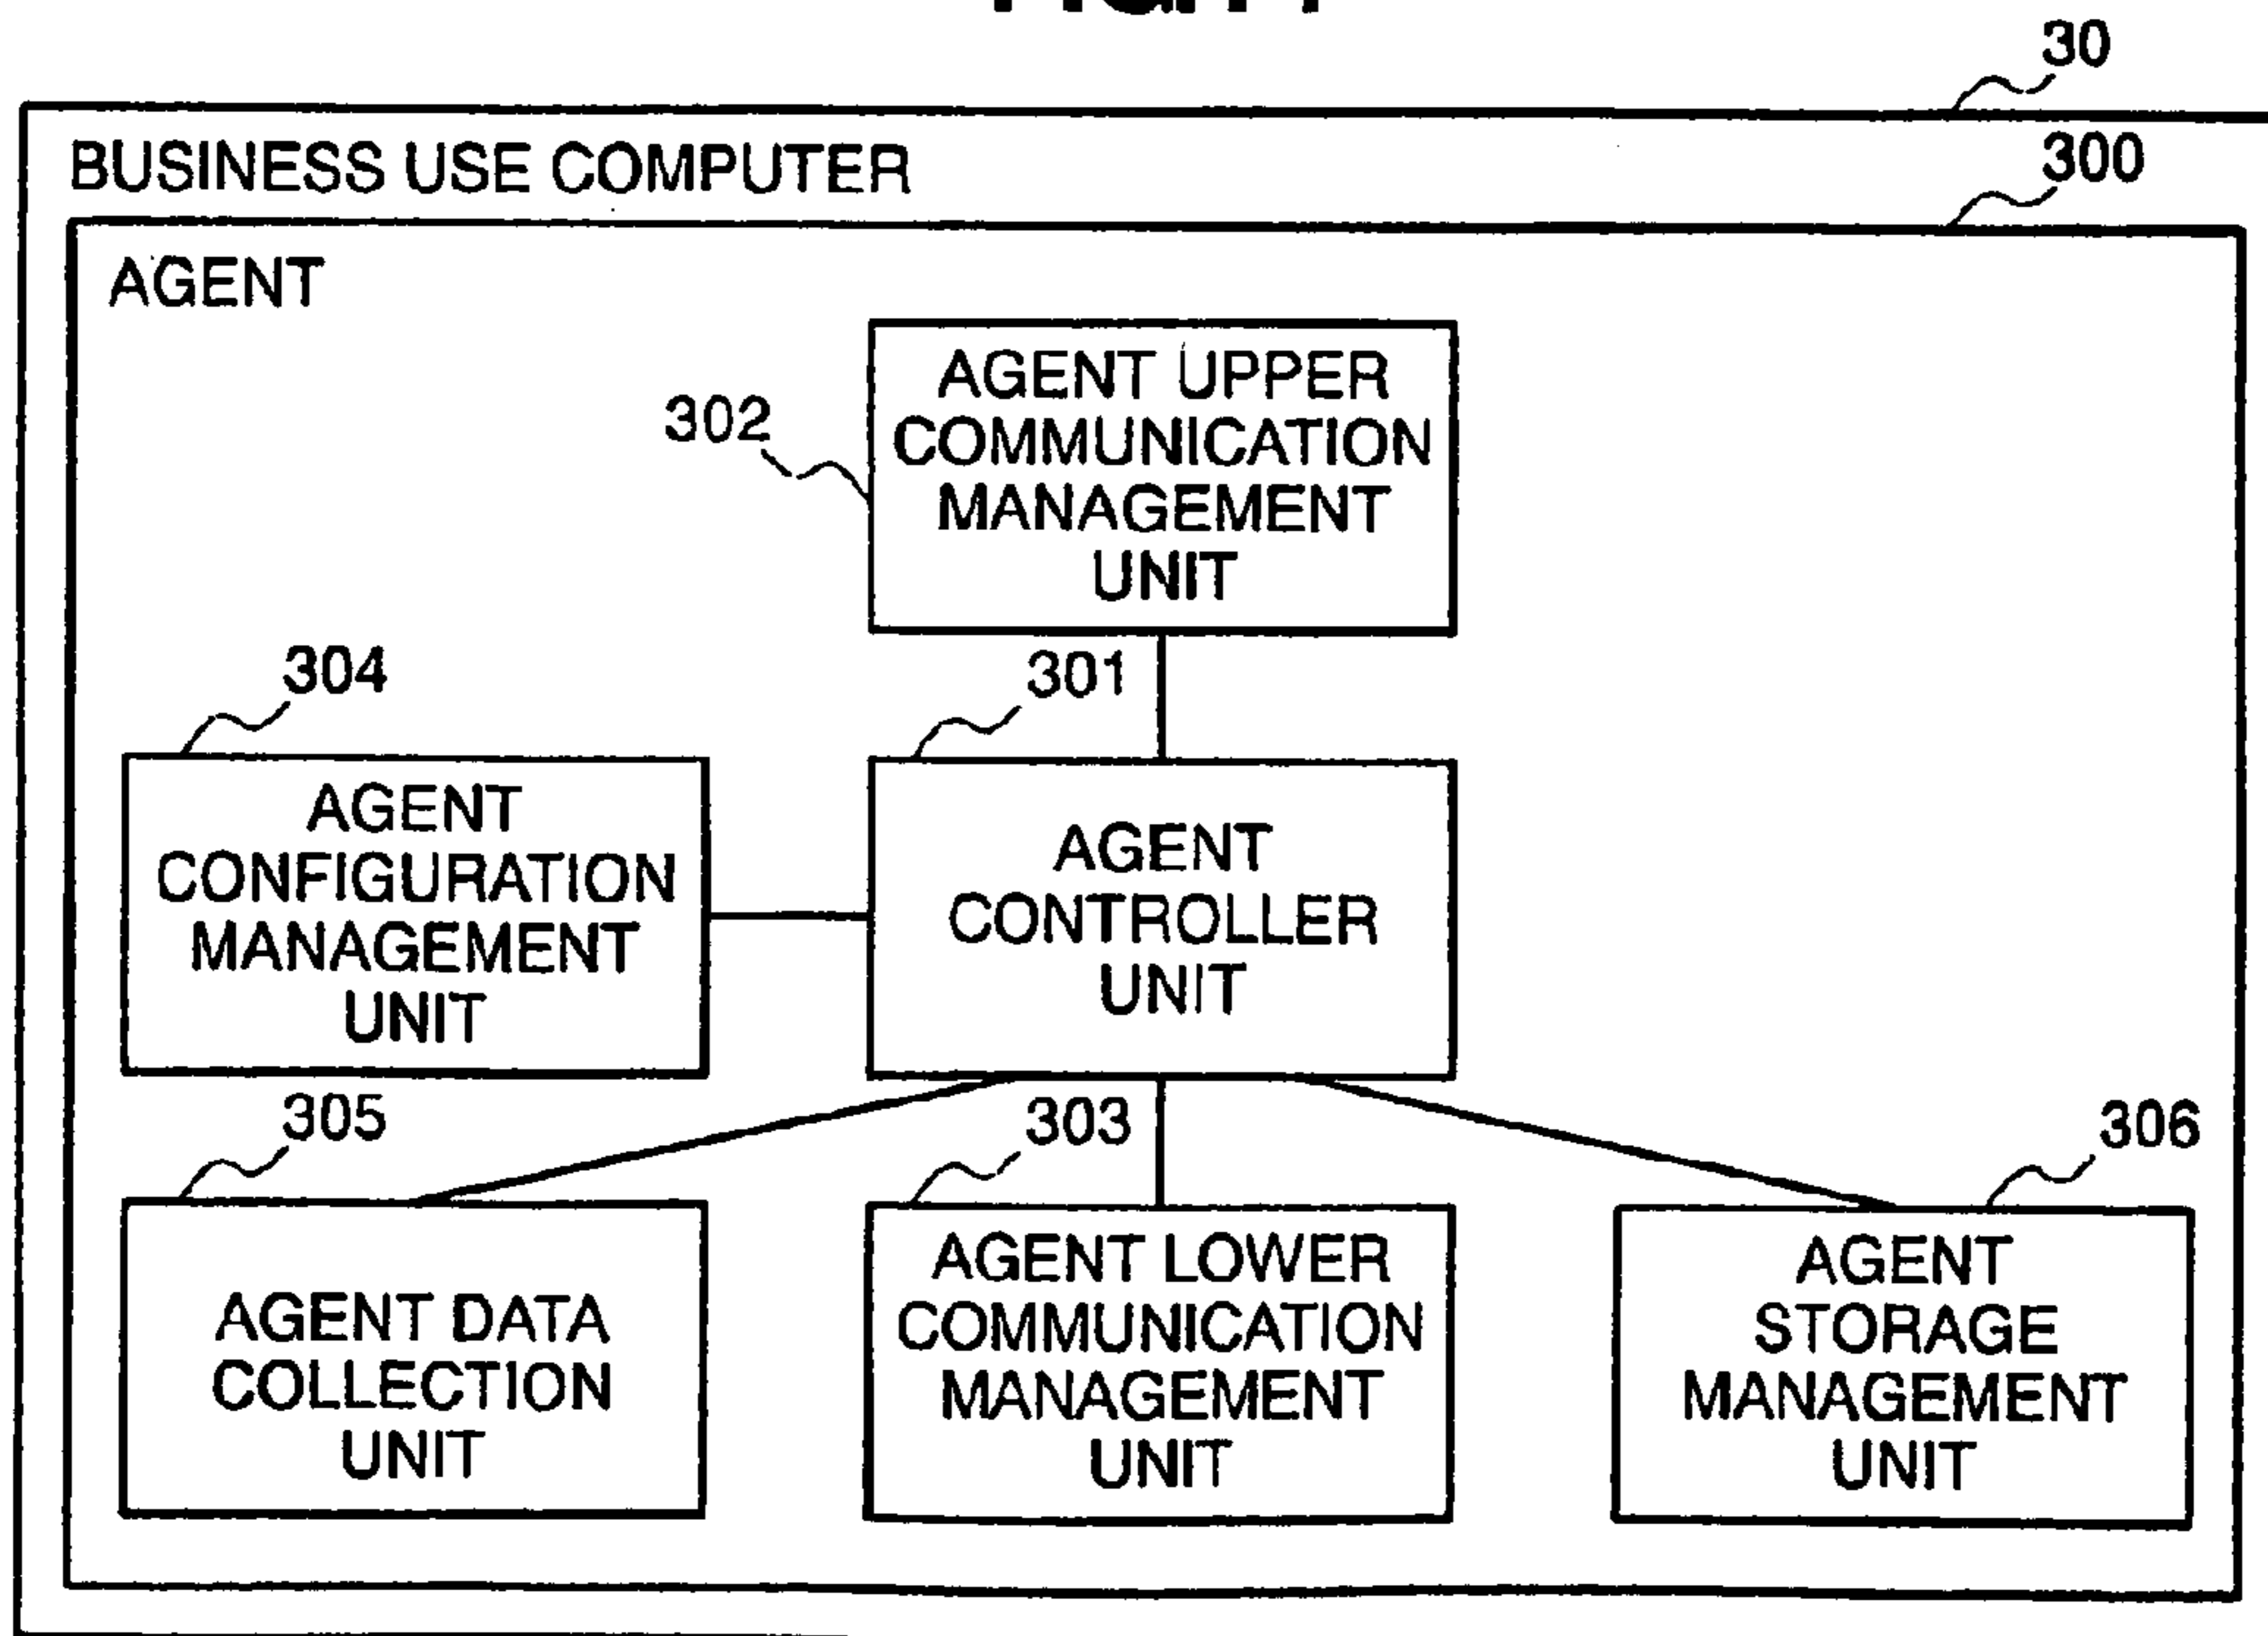 30
BUSINESS USE COMPUTER
300
AGENT
AGENT UPPER
COMMUNICATION
MANAGEMENT
UNIT
302
304
301
AGENT
CONFIGURATION
MANAGEMENT
UNIT
AGENT
CONTROLLER
UNIT
305
303
306
AGENT DATA
COLLECTION
UNIT
AGENT LOWER
COMMUNICATION
MANAGEMENT
UNIT
AGENT
STORAGE
MANAGEMENT
UNIT